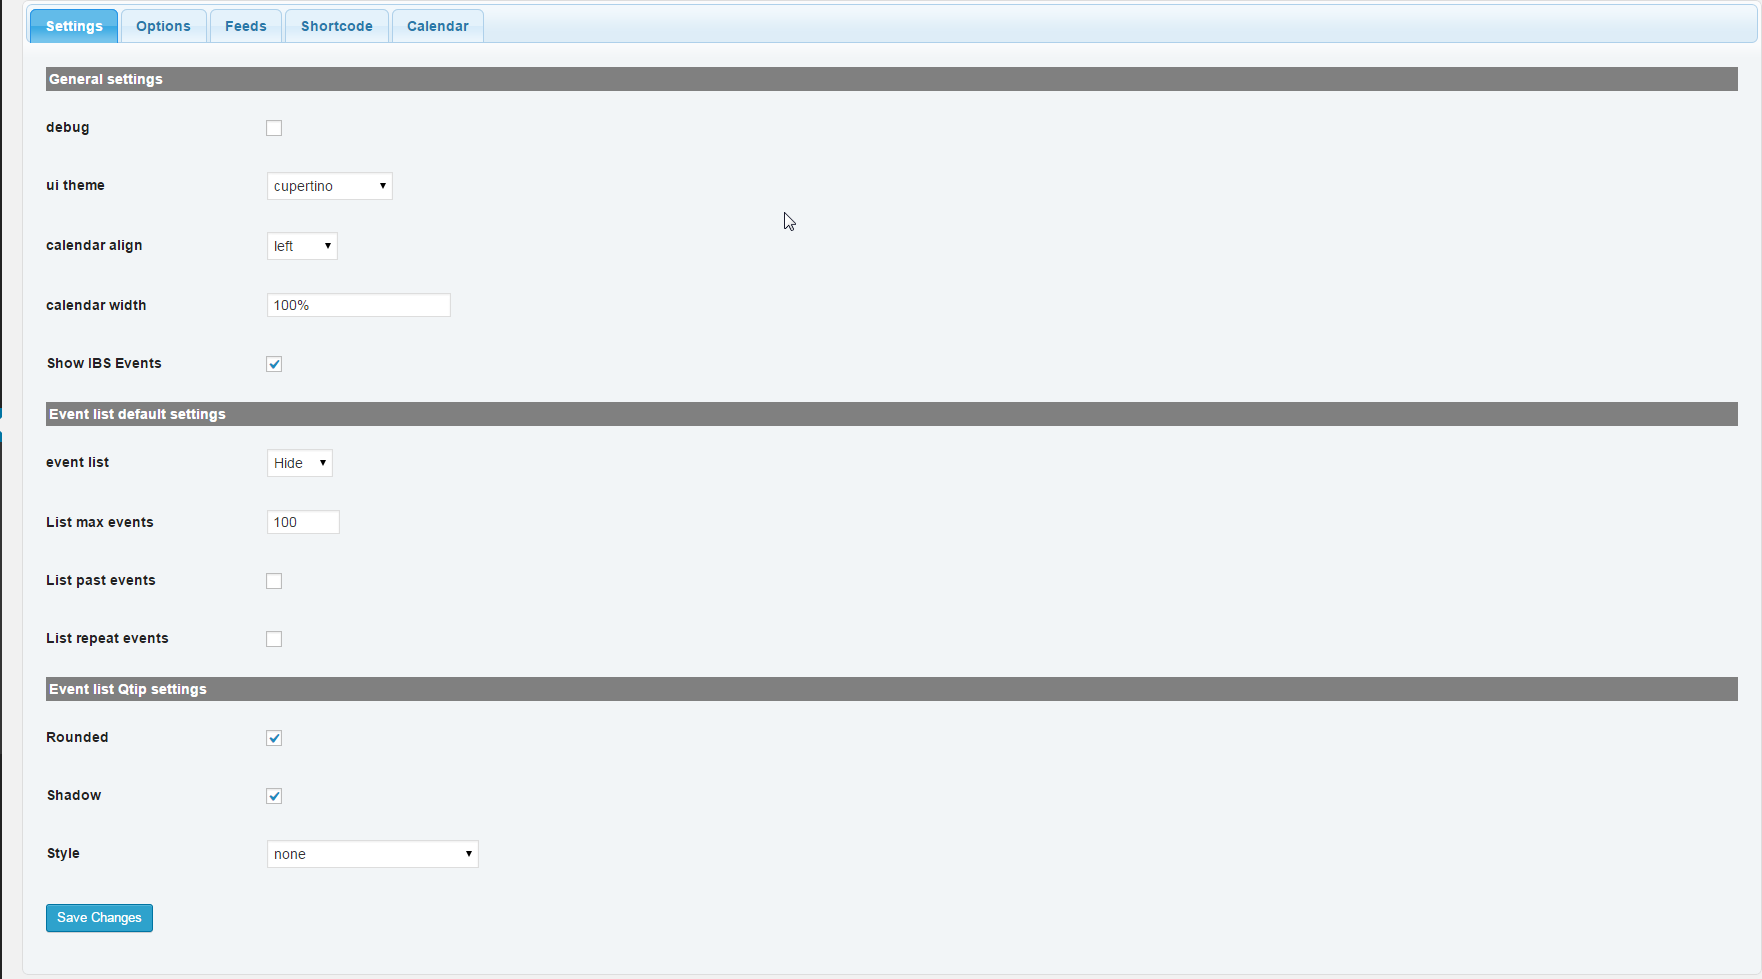 Settings Options Feeds Shortcode Calendar
General settings
debug
ui theme cupertino
calendar align left
calendar width 100%
Show IBS Events
Event list default settings
event list Hide
List max events 100
List past events
List repeat events
Event list Qtip settings
Rounded
Shadow
Style none
Save Changes